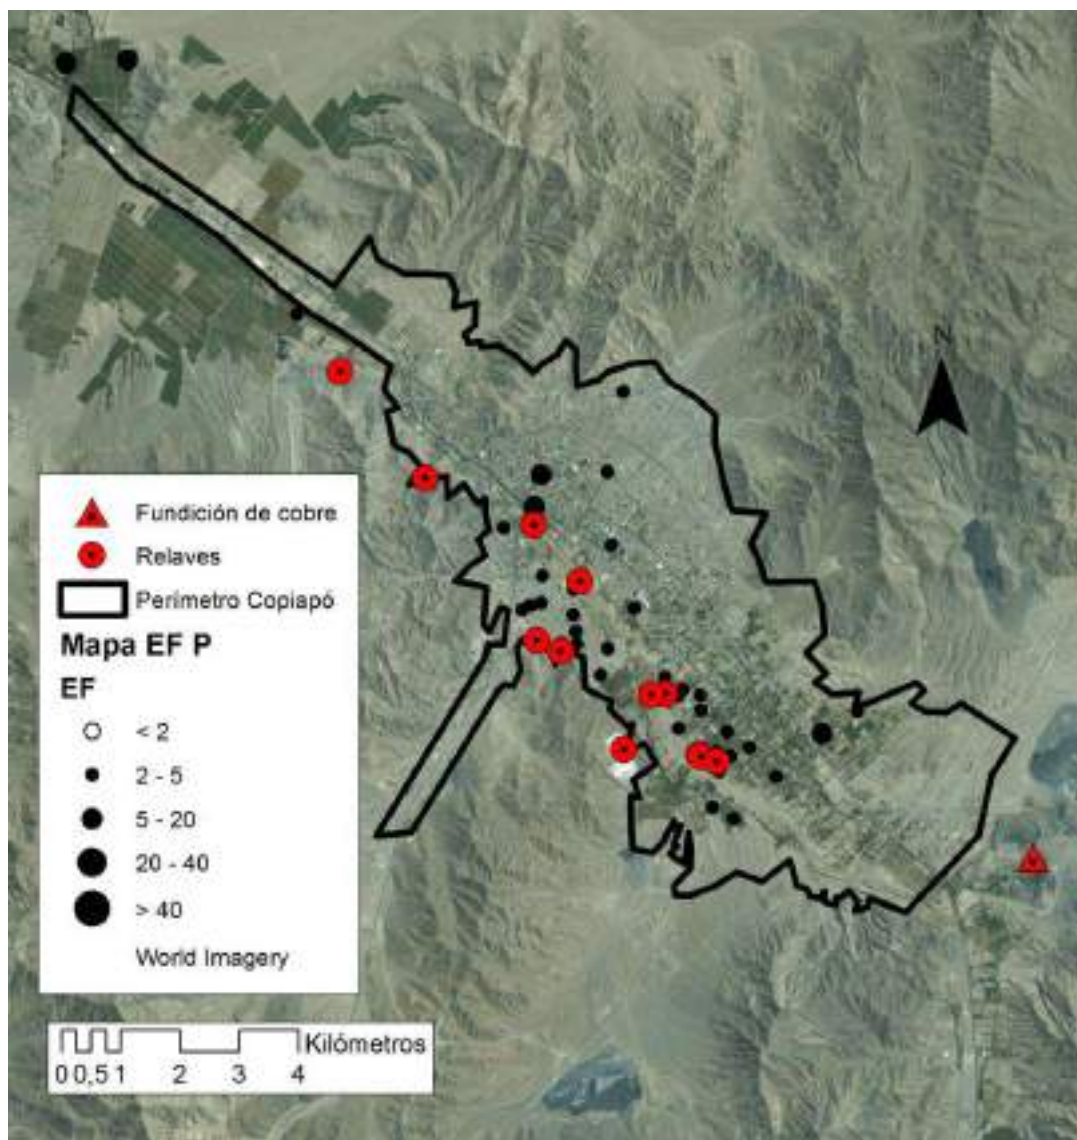 N
Fundición de cobre
Relaves
Perímetro Copiapó
Mapa EF P
EF
< 2
2 - 5
5 - 20
20 - 40
> 40
World Imagery
Kilómetros
0 0,5 1 2 3 4